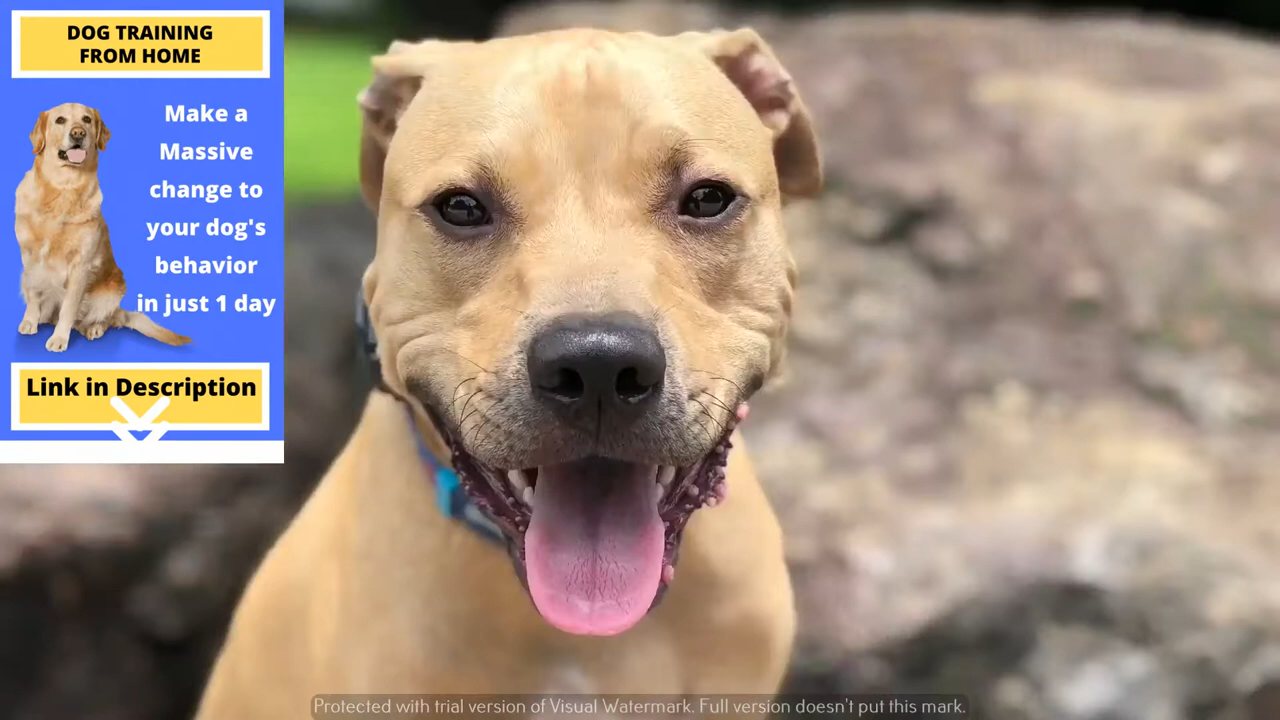 DOG TRAINING
FROM HOME
Make a
Massive
change to
your dog's
behavior
in just 1 day
Link in Description
Protected with trial version of Visual Watermark. Full version doesn't put this mark.